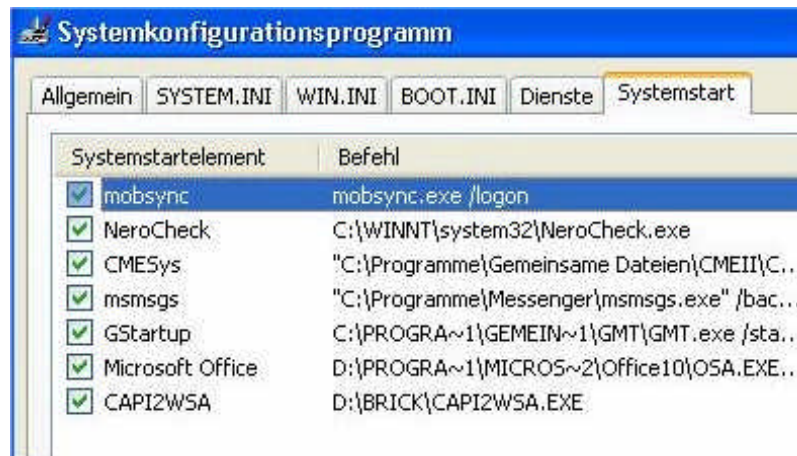 Systemkonfigurationsprogramm
Allgemein SYSTEM.INI WIN.INI BOOT.INI Dienste Systemstart
Systemstartelement Befehl
mobsync mobsync.exe /logon
NeroCheck C:\WINNT\system32\NeroCheck.exe
CMESys "C:\Programme\Gemeinsame Dateien\CMEII\C...
msmsgs "C:\Programme\Messenger\msmsgs.exe" /bac...
GStartup C:\PROGRA~1\GEMEIN~1\GMT\GMT.exe /sta...
Microsoft Office D:\PROGRA~1\MICROS~2\Office10\OSA.EXE...
CAPI2WSA D:\BRICK\CAPI2WSA.EXE